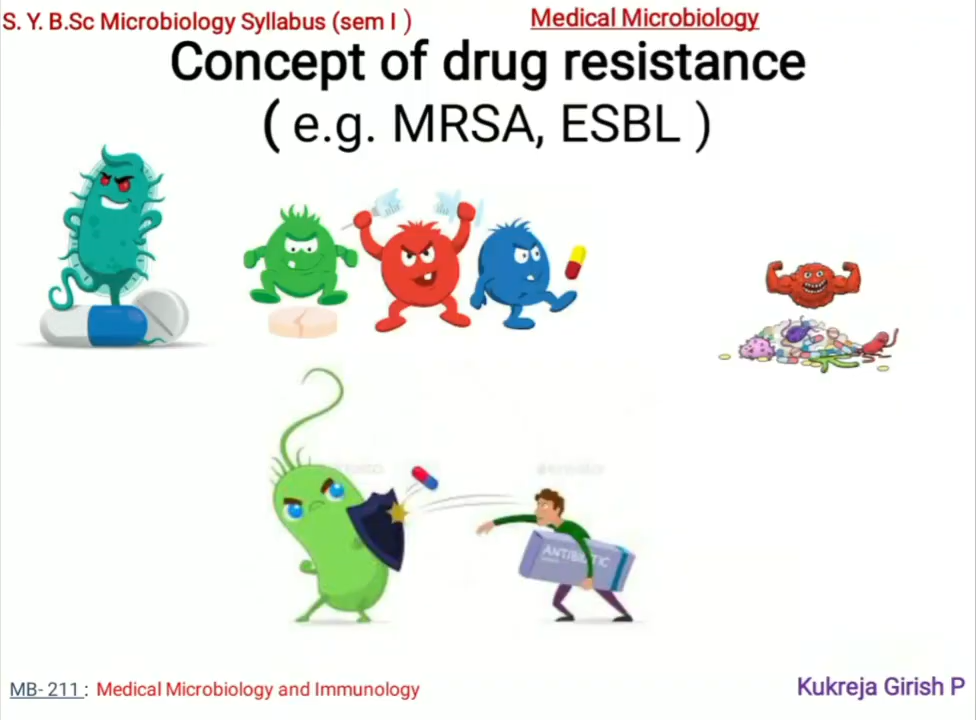 S. Y. B.Sc Microbiology Syllabus (sem I )
Medical Microbiology
Concept of drug resistance
( e.g. MRSA, ESBL )
ANTIBIOTIC
MB- 211 : Medical Microbiology and Immunology
Kukreja Girish P